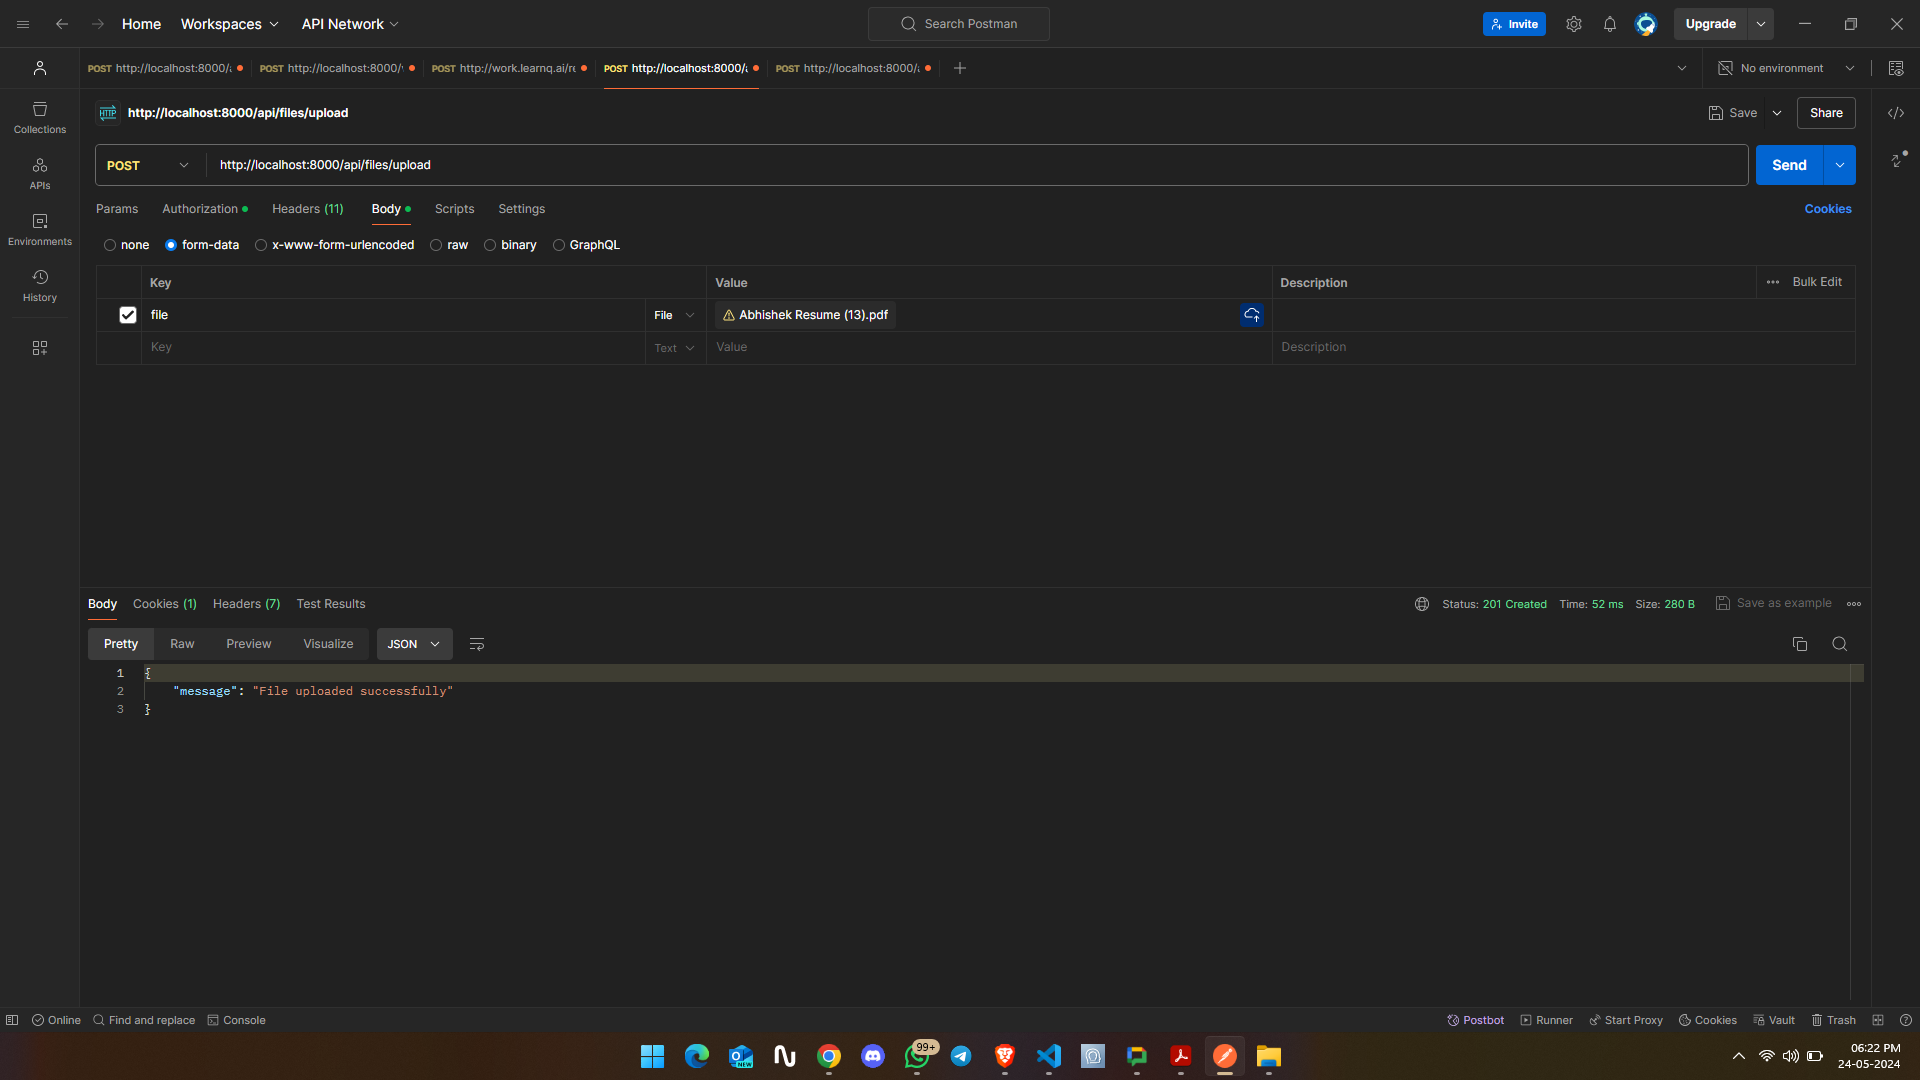 Home Workspaces API Network Search Postman Invite Upgrade
POST http://localhost:8000/a POST http://localhost:8000/ POST http://work.learnq.ai/re POST http://localhost:8000/a POST http://localhost:8000/a No environment
HTTP http://localhost:8000/api/files/upload Save Share
Collections
POST http://localhost:8000/api/files/upload Send
APIs
Params Authorization Headers (11) Body Scripts Settings Cookies
Environments
none form-data x-www-form-urlencoded raw binary GraphQL
Key Value Description Bulk Edit
History
file File Abhishek Resume (13).pdf
Key Text Value Description
Body Cookies (1) Headers (7) Test Results Status: 201 Created Time: 52 ms Size: 280 B Save as example
Pretty Raw Preview Visualize JSON
1 {
2 "message": "File uploaded successfully"
3 }
Online Find and replace Console Postbot Runner Start Proxy Cookies Vault Trash
NEW 99+ 06:22 PM
24-05-2024